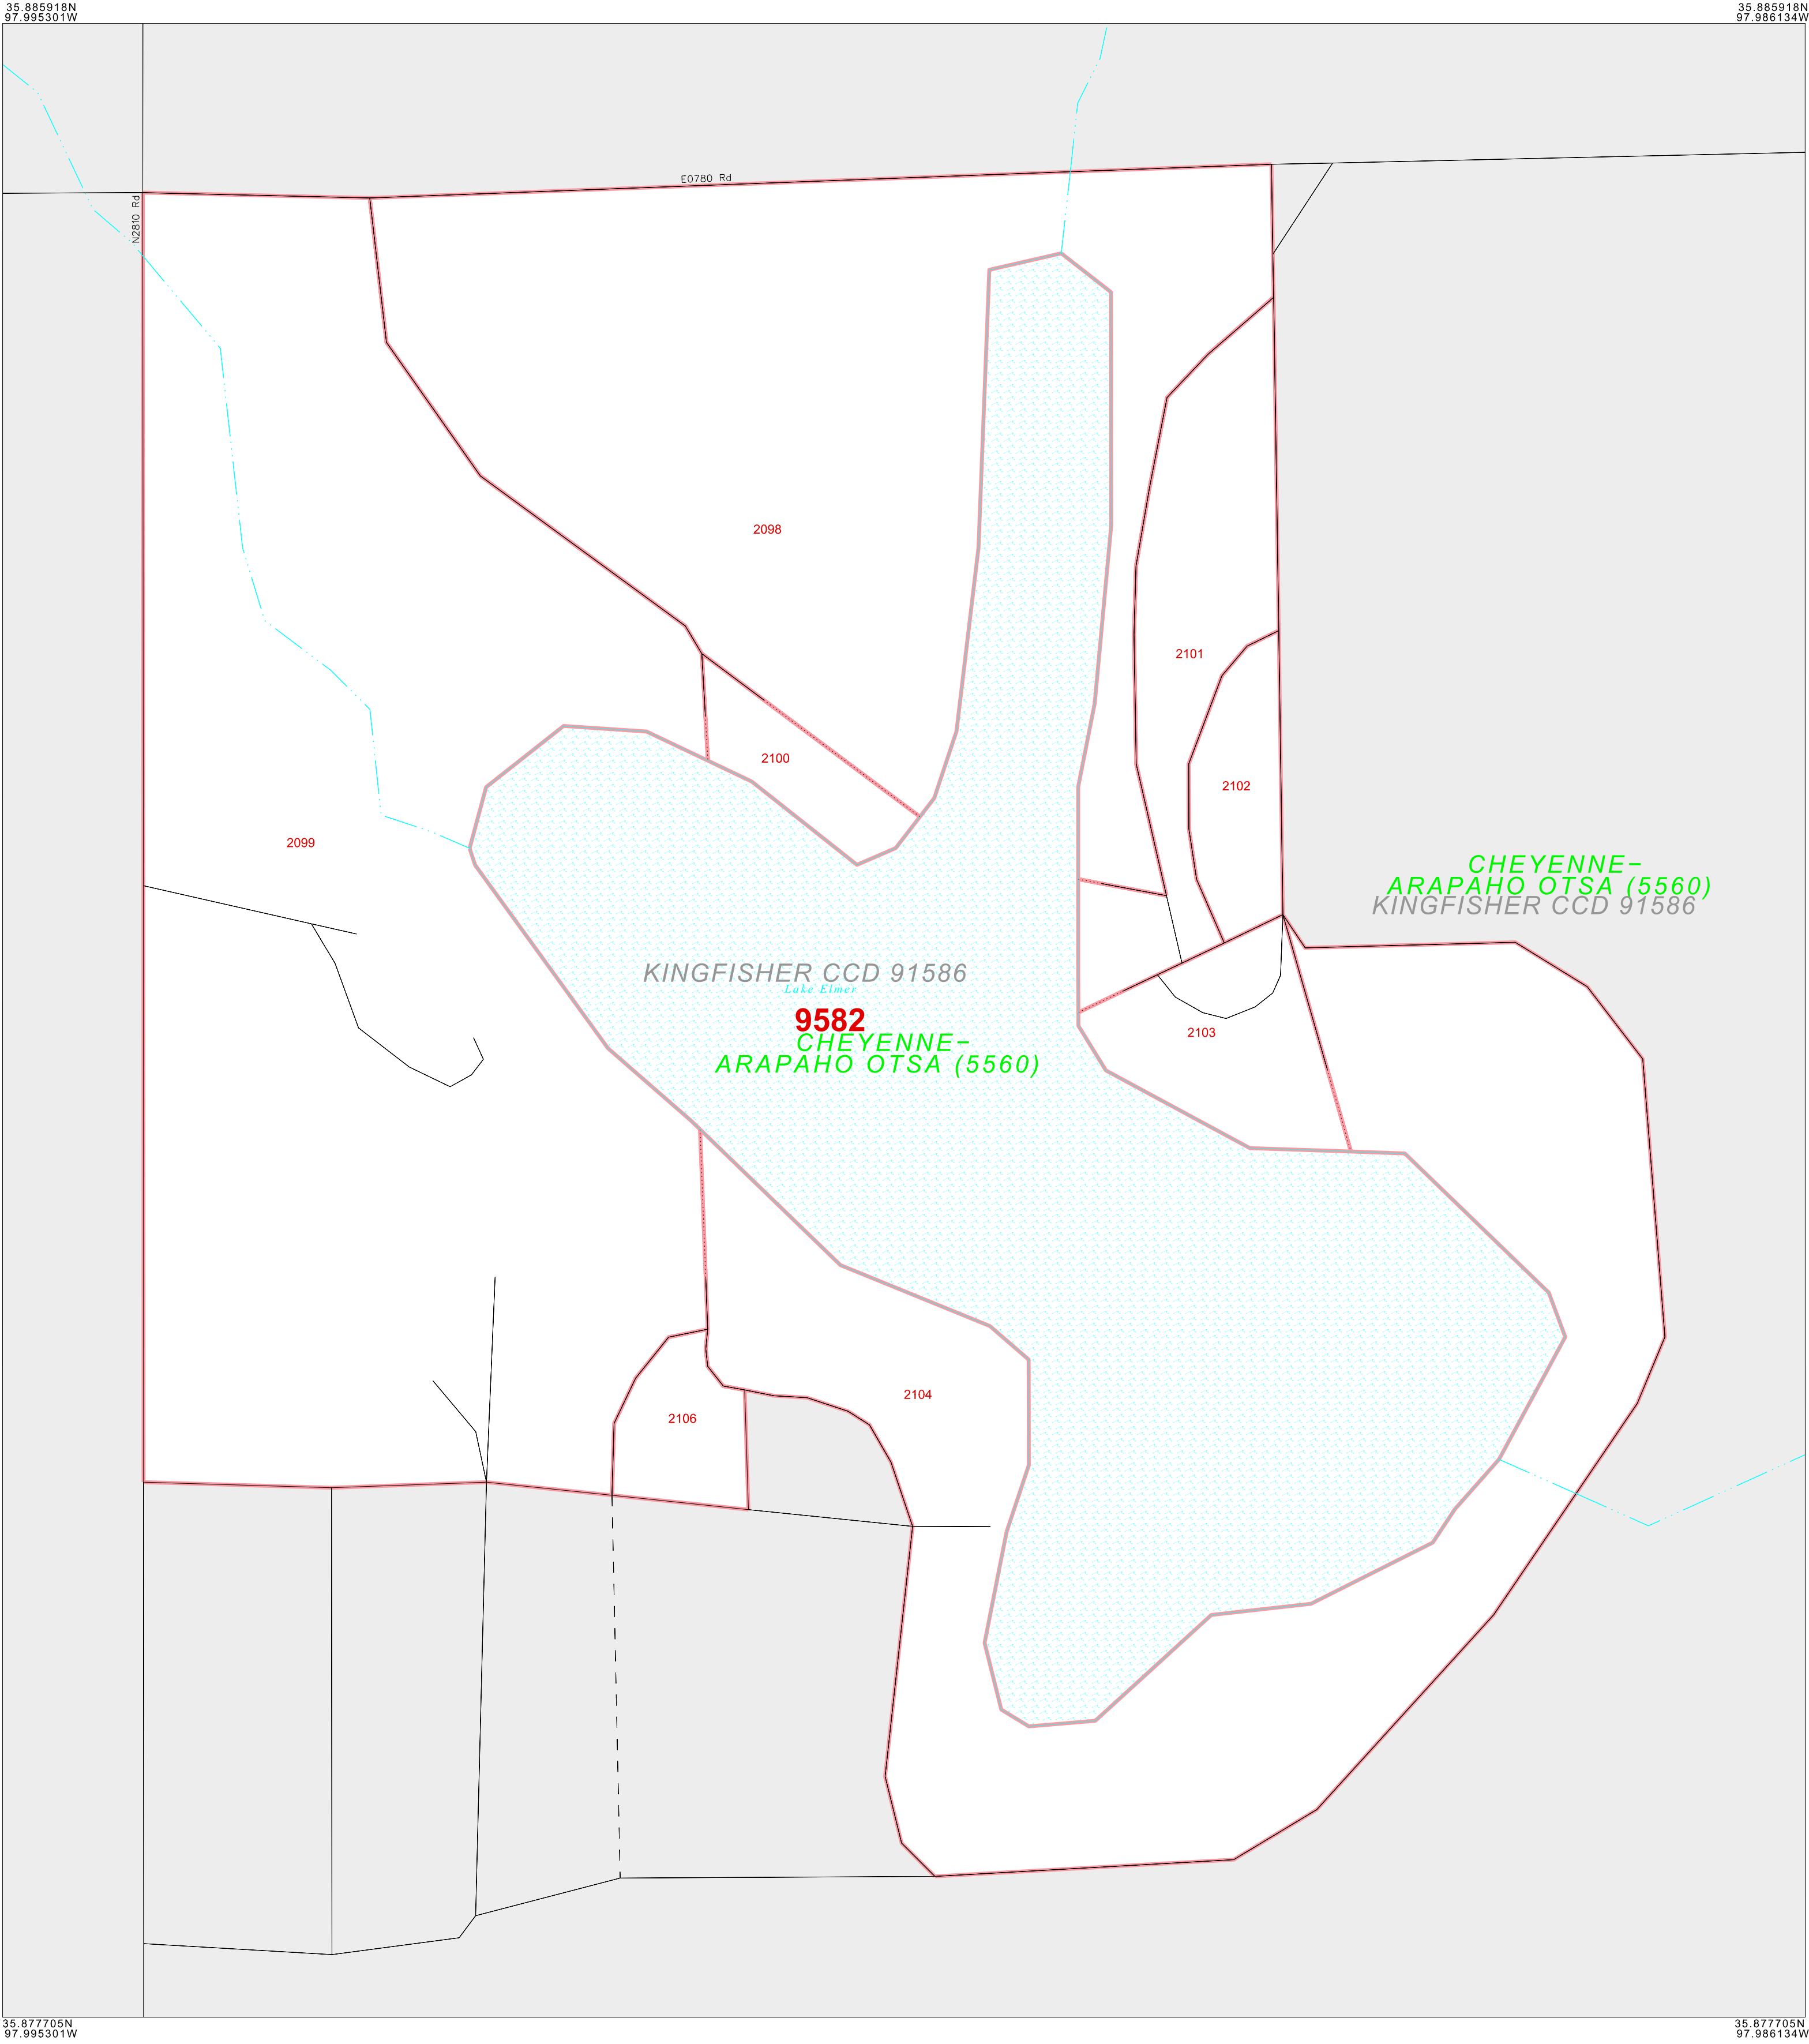 35.885918N
97.995301W
35.885918N
97.986134W
E0780 Rd
N2810 Rd
2098
2101
2100
2102
2099
CHEYENNE-
ARAPAHO OTSA (5560)
KINGFISHER CCD 91586
KINGFISHER CCD 91586
Lake Elmer
9582
CHEYENNE-
ARAPAHO OTSA (5560)
2103
2104
2106
35.877705N
97.995301W
35.877705N
97.986134W